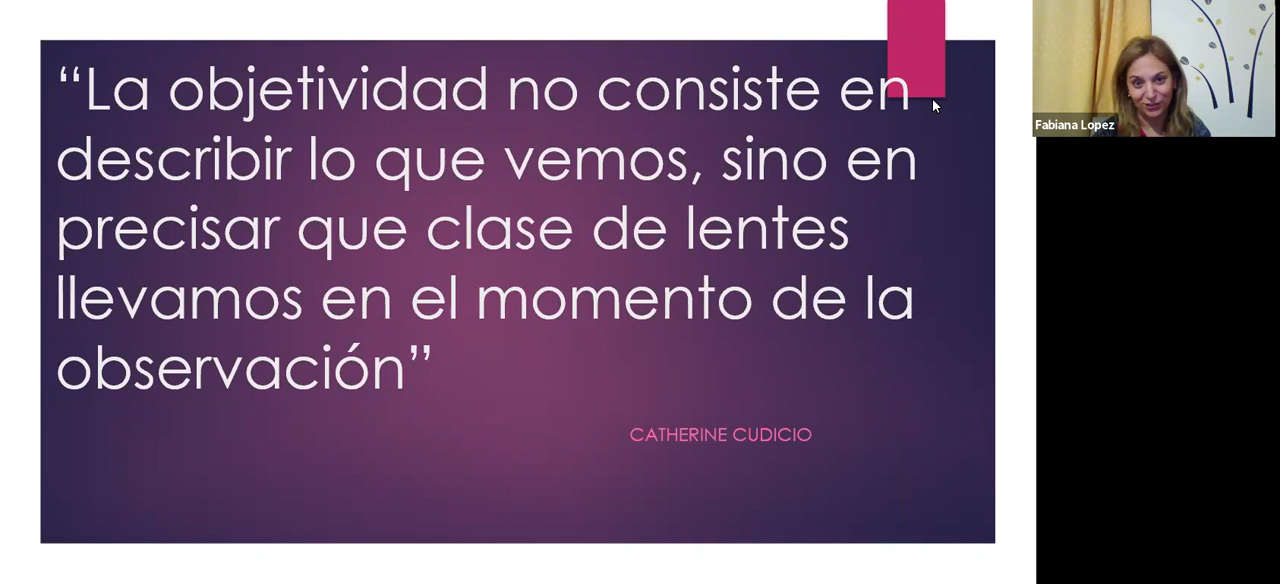 “La objetividad no consiste en
describir lo que vemos, sino en
precisar que clase de lentes
llevamos en el momento de la
observación”
CATHERINE CUDICIO
Fabiana Lopez